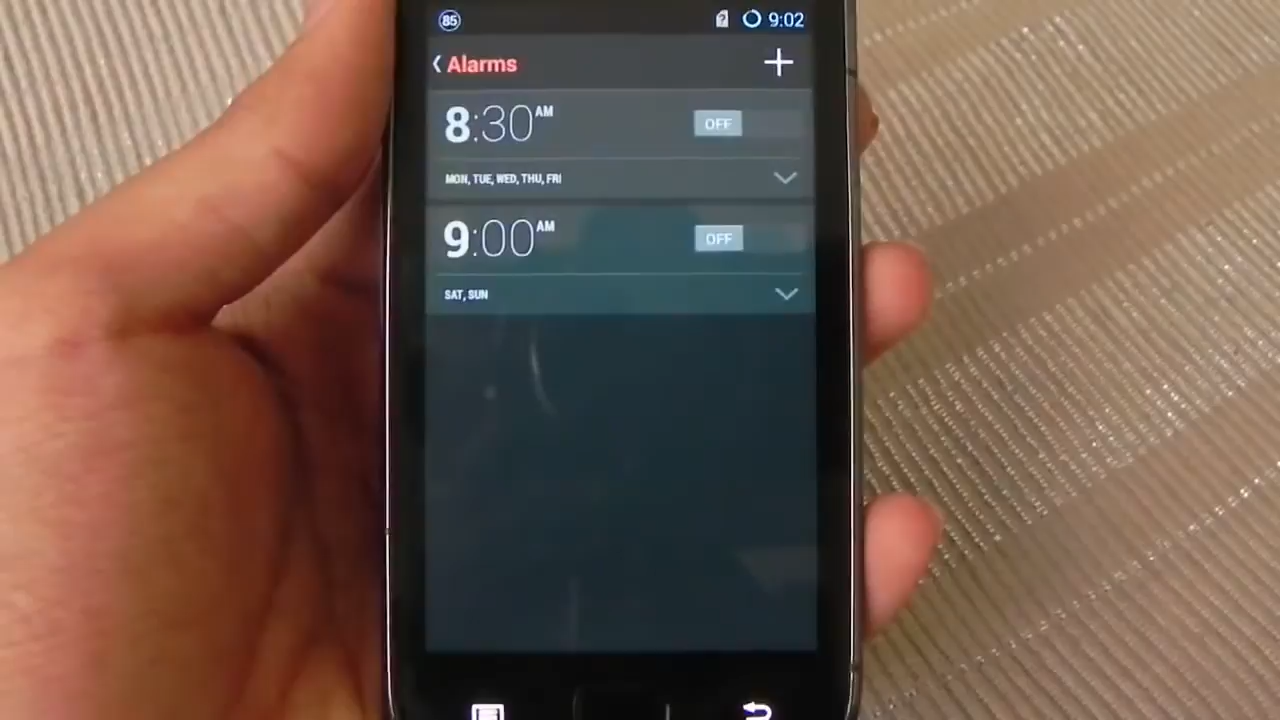 85 9:02
Alarms
8:30 AM OFF
MON, TUE, WED, THU, FRI
9:00 AM OFF
SAT, SUN